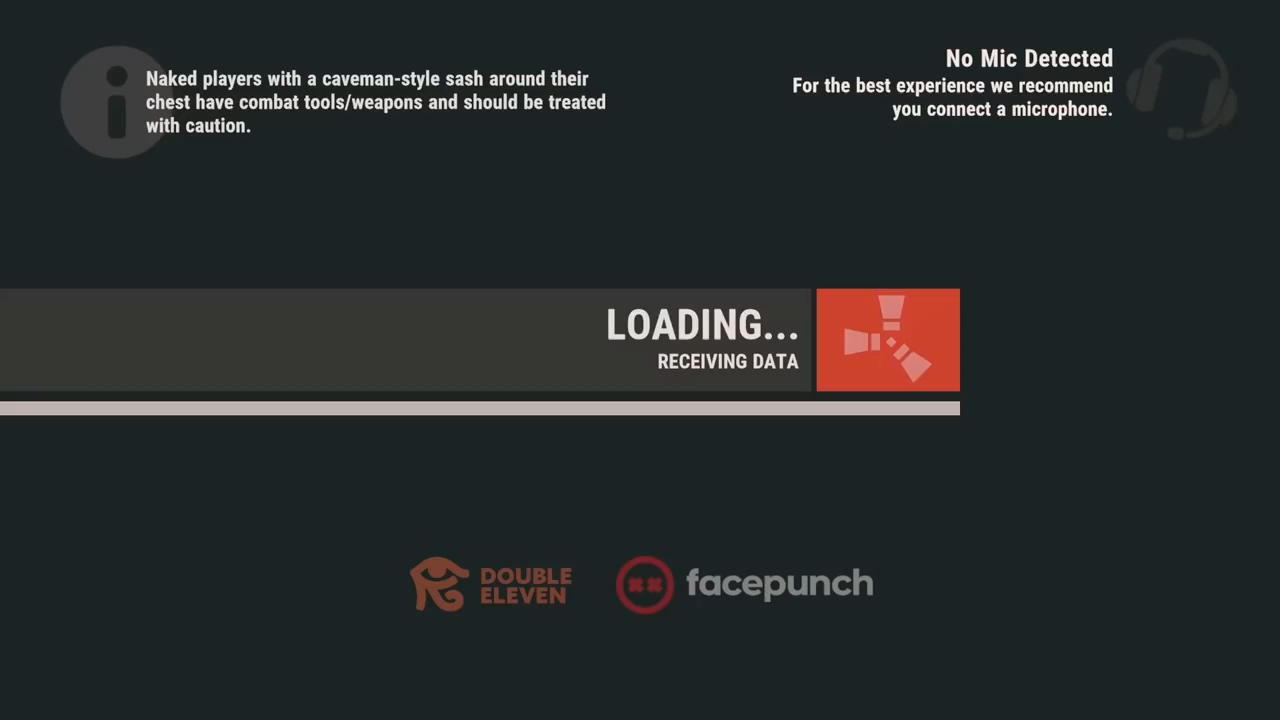 Naked players with a caveman-style sash around their
chest have combat tools/weapons and should be treated
with caution.
No Mic Detected
For the best experience we recommend
you connect a microphone.
LOADING...
RECEIVING DATA
DOUBLE
ELEVEN
facepunch